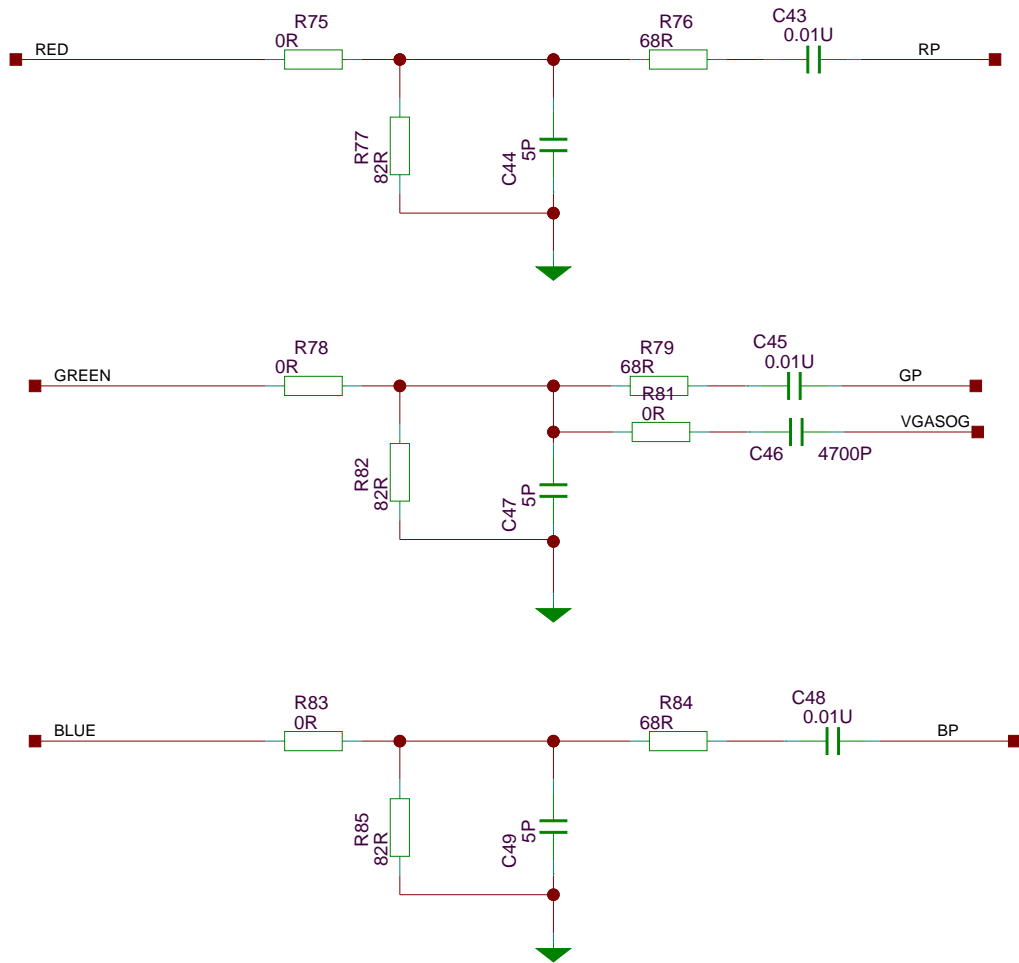 R75
0R
RED
R76
68R
C43
0.01U
RP
R77
82R
C44
5P
R78
0R
GREEN
R79
68R
C45
0.01U
GP
R81
0R
C46
4700P
VGASOG
R82
82R
C47
5P
R83
0R
BLUE
R84
68R
C48
0.01U
BP
R85
82R
C49
5P